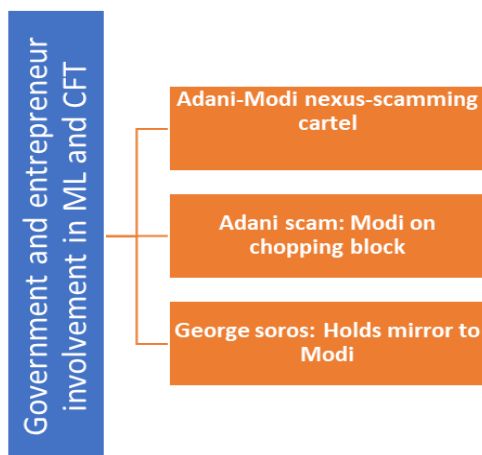 Government and entrepreneur
involvement in ML and CFT
Adani-Modi nexus-scamming
cartel
Adani scam: Modi on
chopping block
George soros: Holds mirror to
Modi